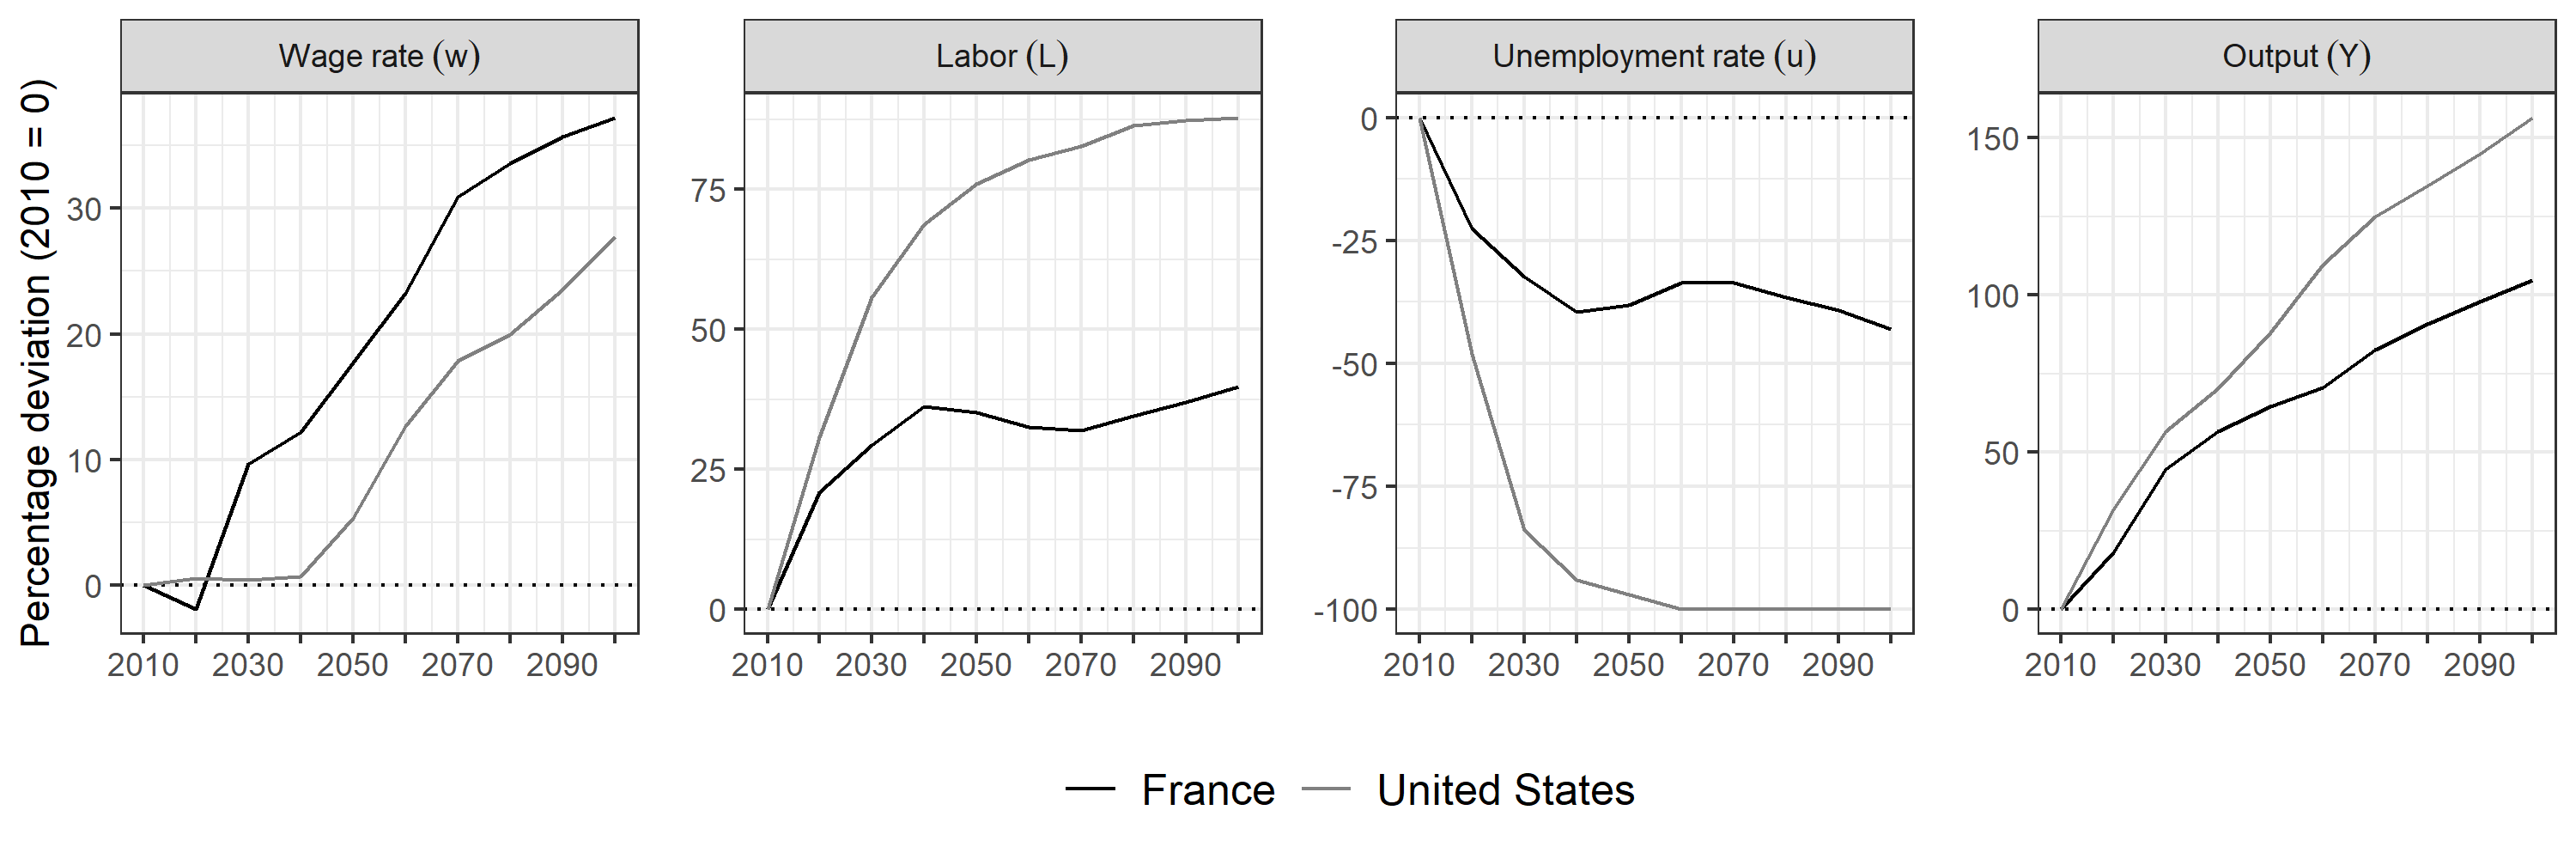 Wage rate (w)
Labor (L)
Unemployment rate (u)
Output (Y)
Percentage deviation (2010 = 0)
30
20
10
0
2010 2030 2050 2070 2090
75
50
25
0
2010 2030 2050 2070 2090
0
-25
-50
-75
-100
2010 2030 2050 2070 2090
150
100
50
0
2010 2030 2050 2070 2090
France United States